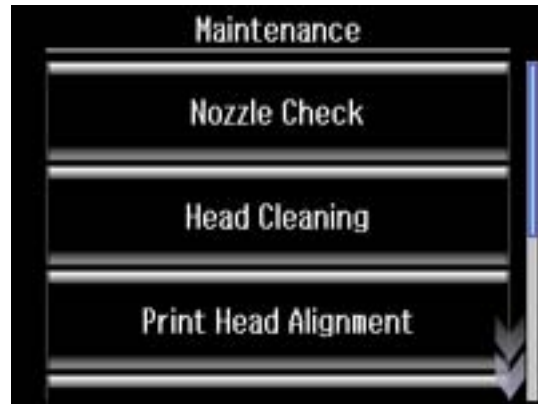 Maintenance
Nozzle Check
Head Cleaning
Print Head Alignment